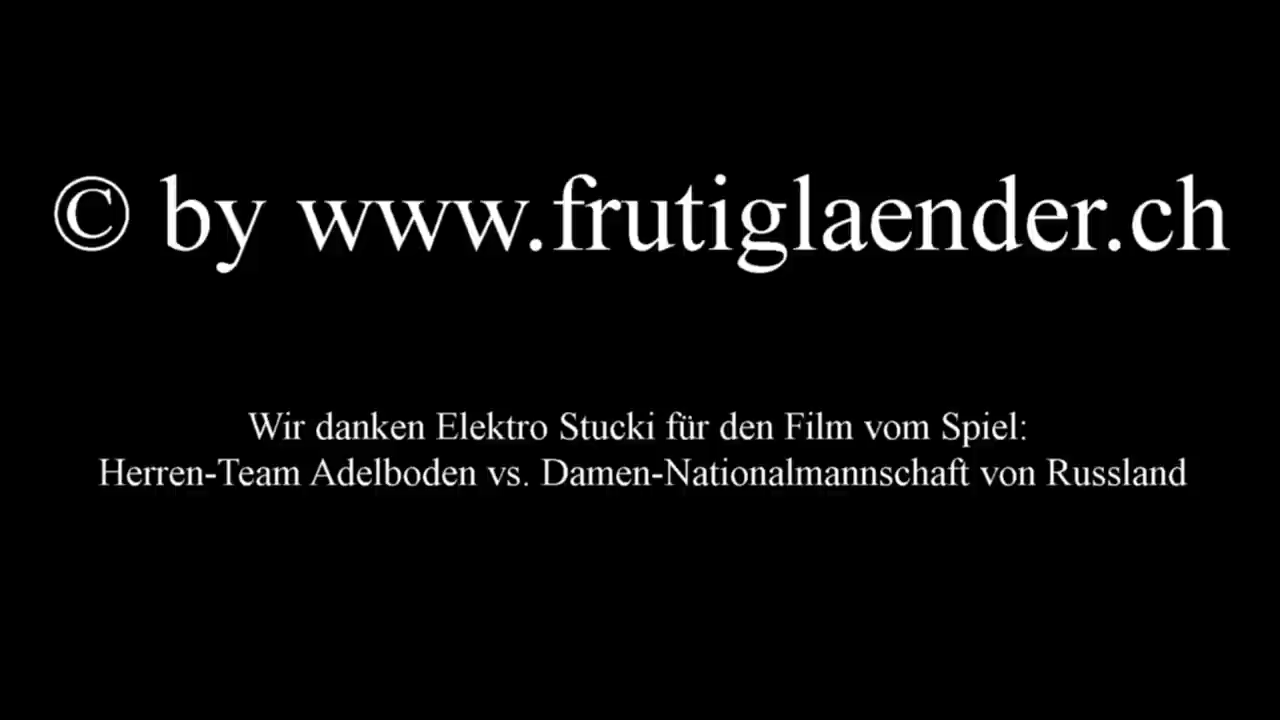 © by www.frutiglaender.ch
Wir danken Elektro Stucki für den Film vom Spiel:
Herren-Team Adelboden vs. Damen-Nationalmannschaft von Russland